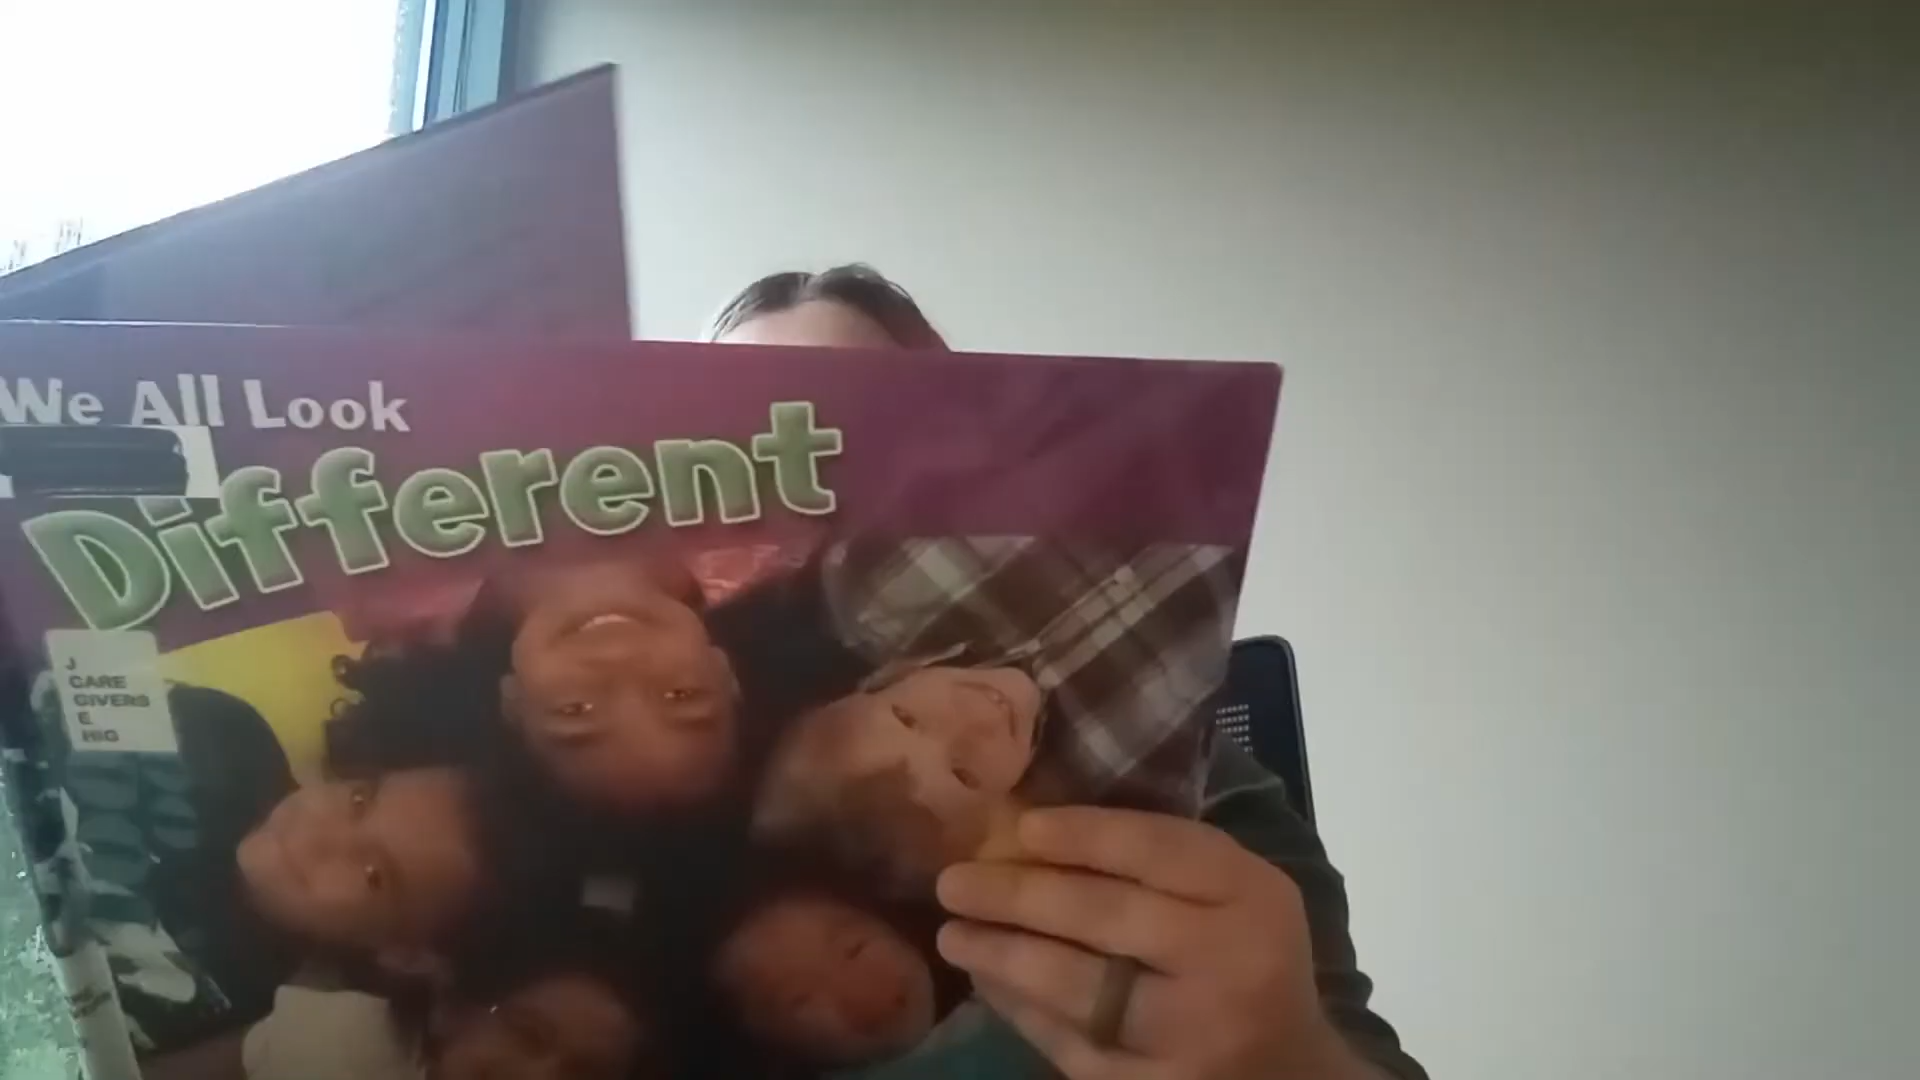 We All Look
Different
J
CARE
GIVERS
E
HIG